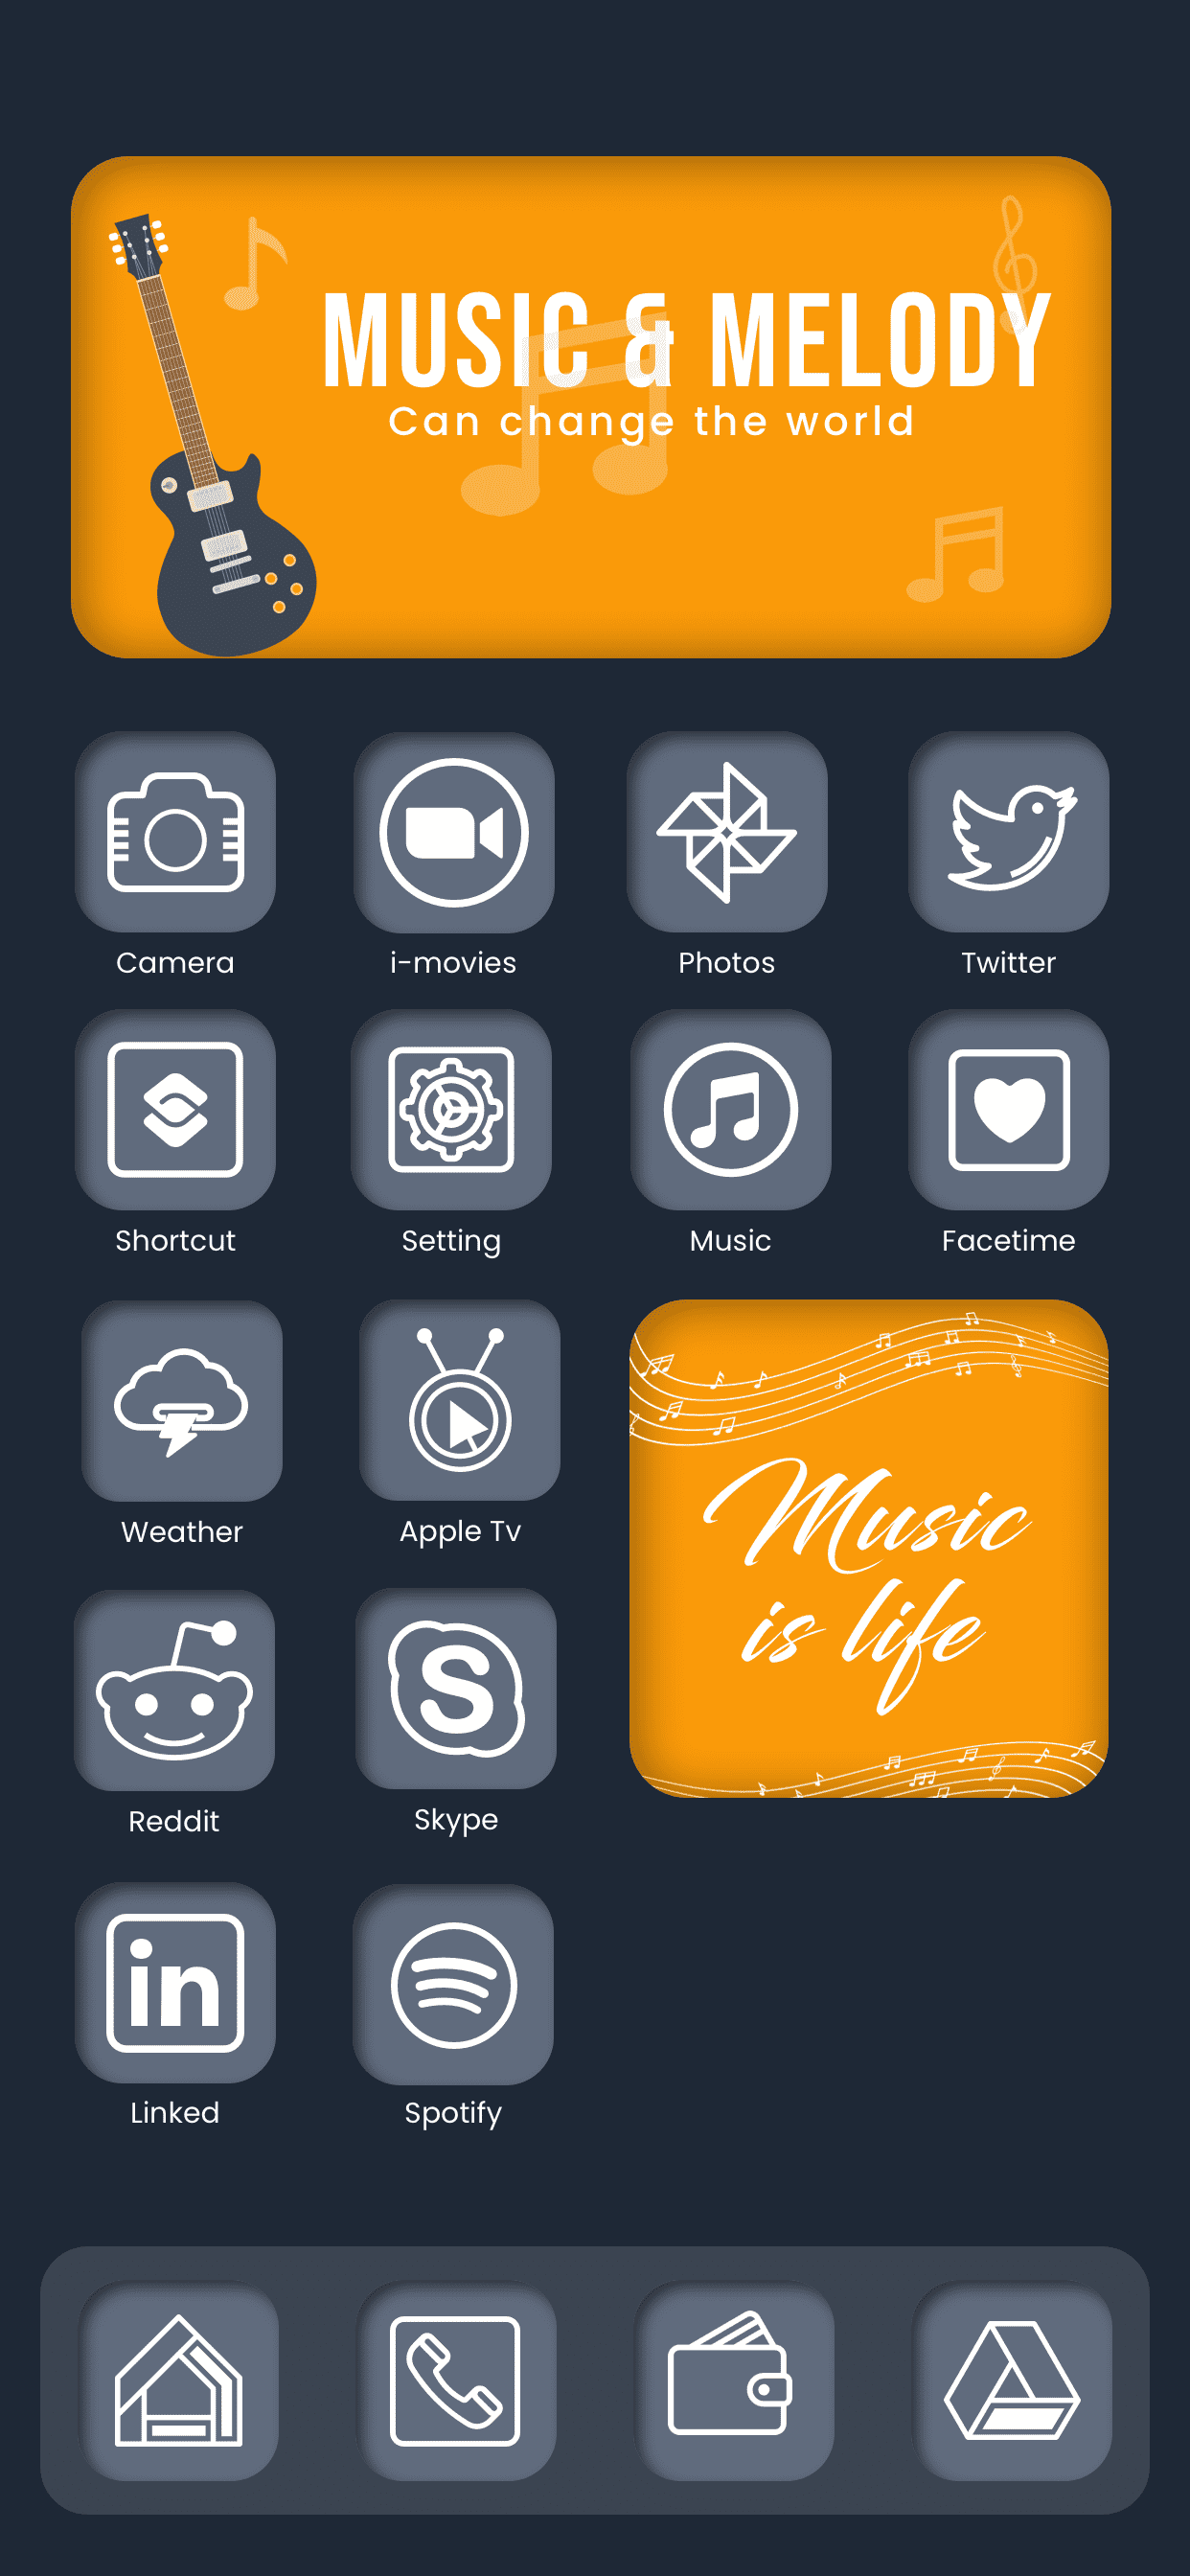 MUSIC & MELODY
Can change the world
Camera
i-movies
Photos
Twitter
Shortcut
Setting
Music
Facetime
Weather
Apple Tv
Music
is life
Reddit
S
Skype
in
Linked
Spotify